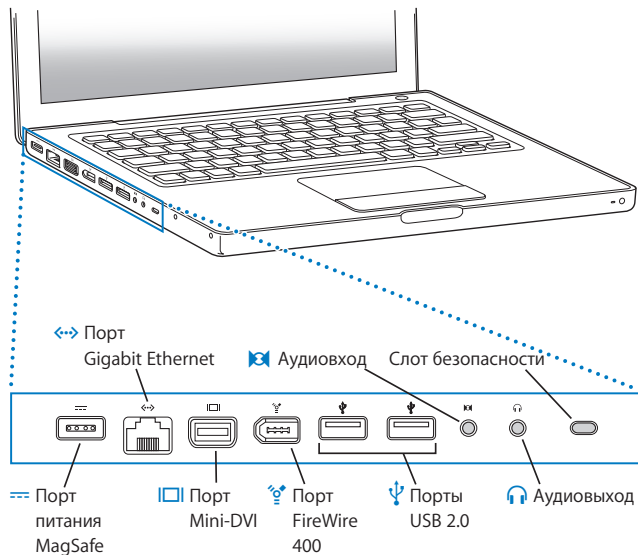 Порт
Gigabit Ethernet
Аудиовход
Слот безопасности
Порт
питания
MagSafe
Порт
Mini-DVI
Порт
FireWire
400
Порты
USB 2.0
Аудиовыход